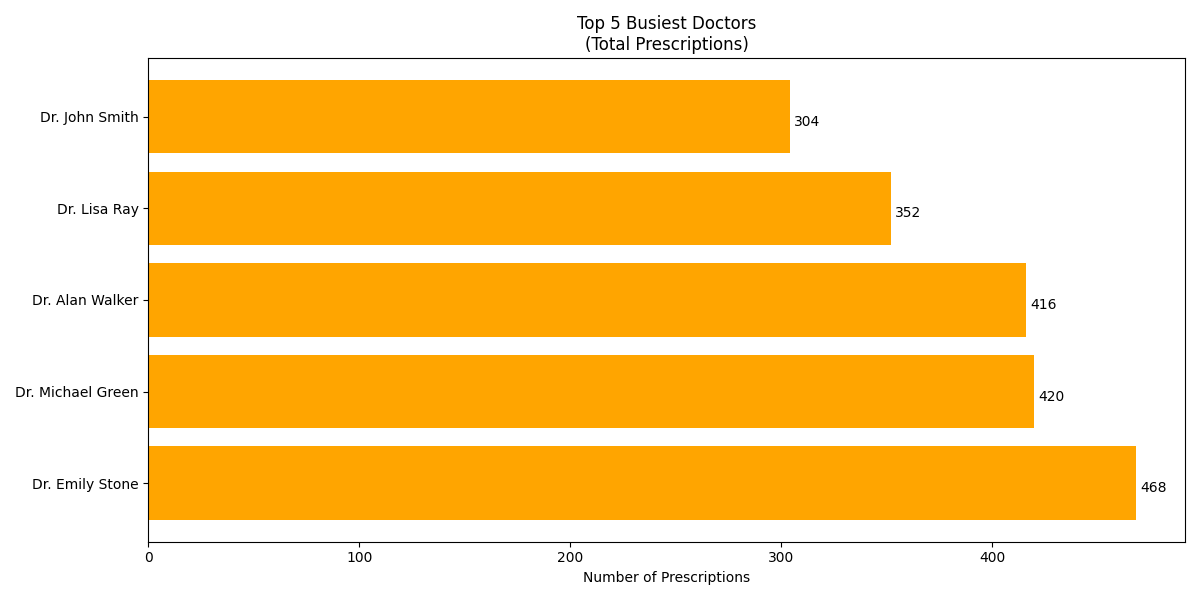 Top 5 Busiest Doctors
(Total Prescriptions)
Dr. John Smith
304
Dr. Lisa Ray
352
Dr. Alan Walker
416
Dr. Michael Green
420
Dr. Emily Stone
468
0 100 200 300 400
Number of Prescriptions